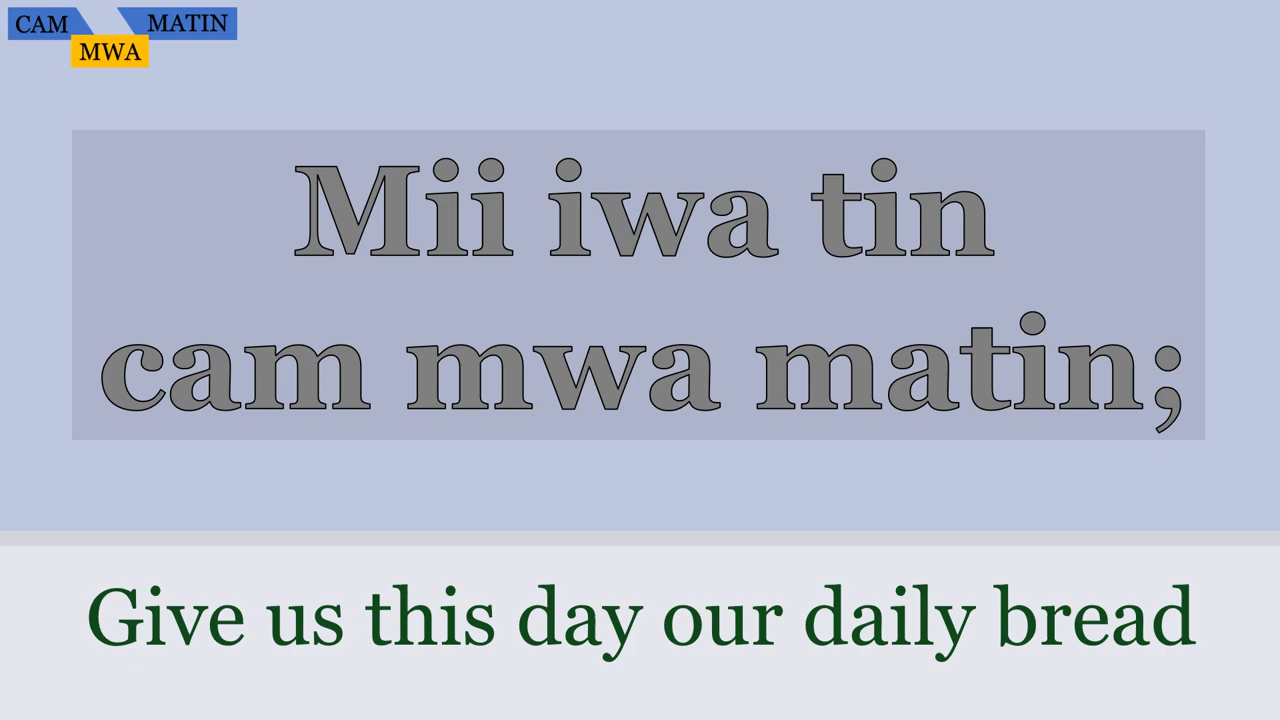 CAM MATIN
MWA
Mii iwa tin
cam mwa matin;
Give us this day our daily bread